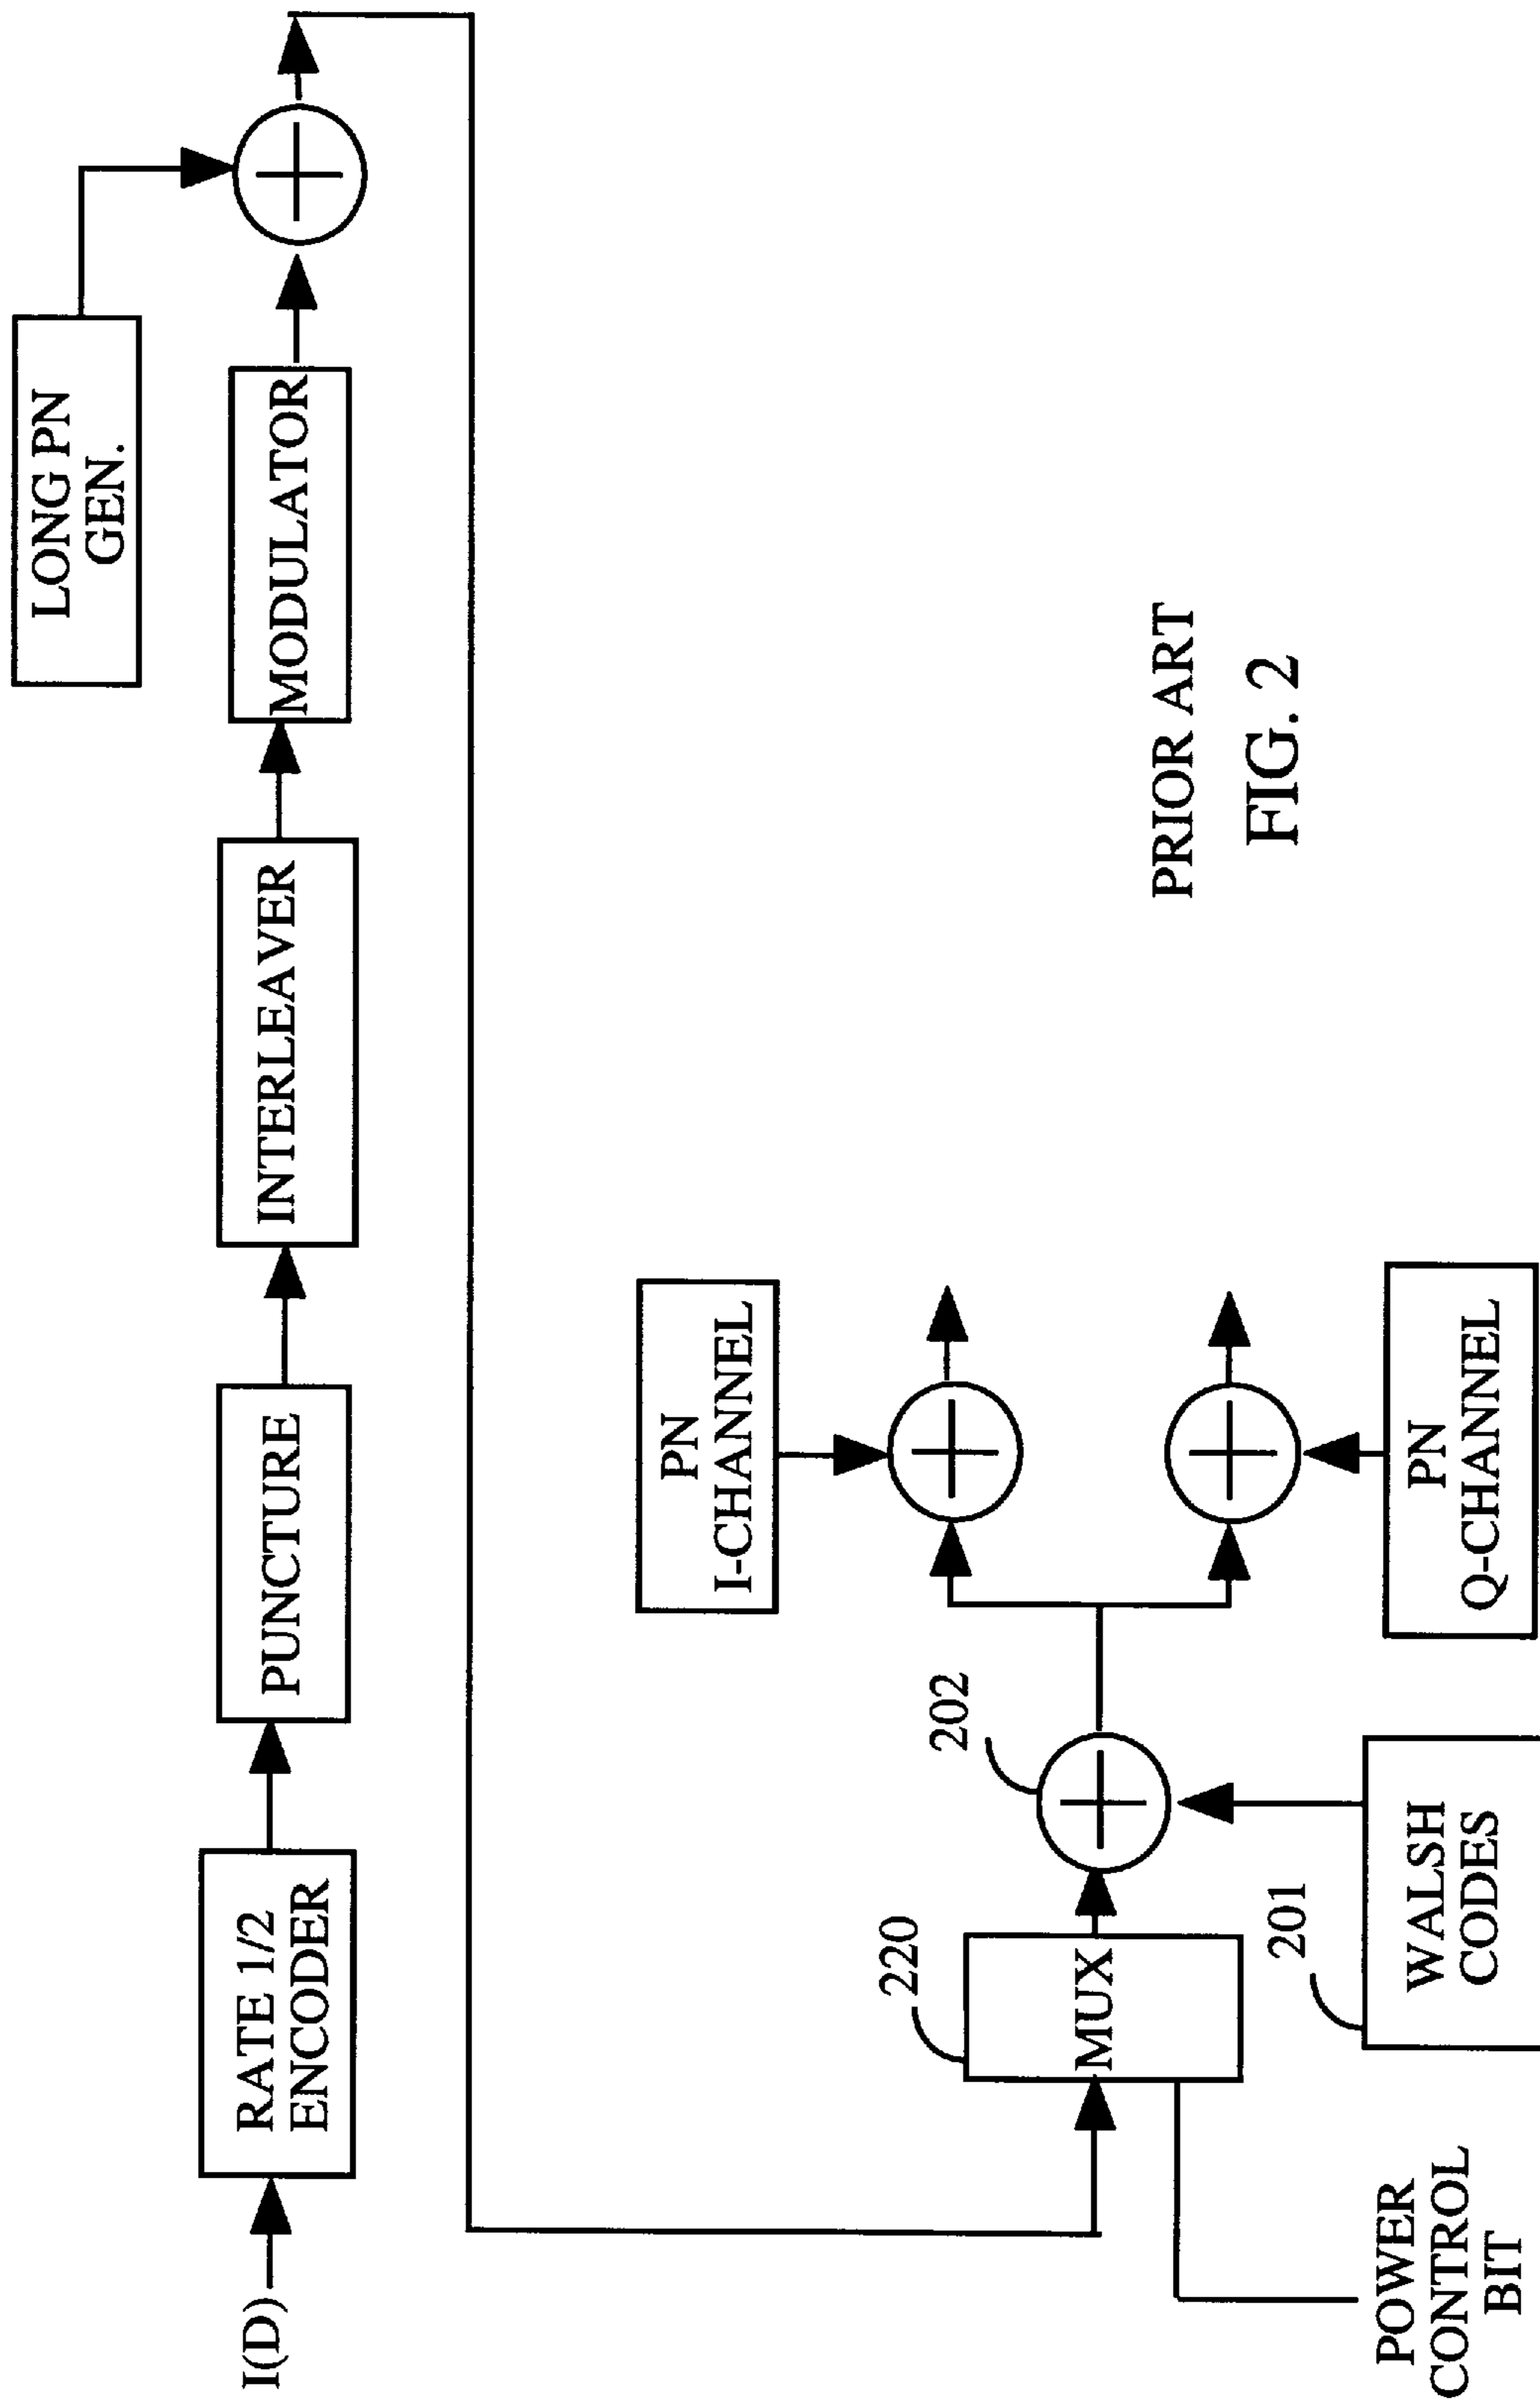 LONG PN
GEN.
I(D)
RATE 1/2
ENCODER
PUNCTURE
INTERLEAVER
MODULATOR
PN
I-CHANNEL
220
MUX
202
POWER
CONTROL
BIT
201
WALSH
CODES
PN
Q-CHANNEL
PRIOR ART
FIG. 2